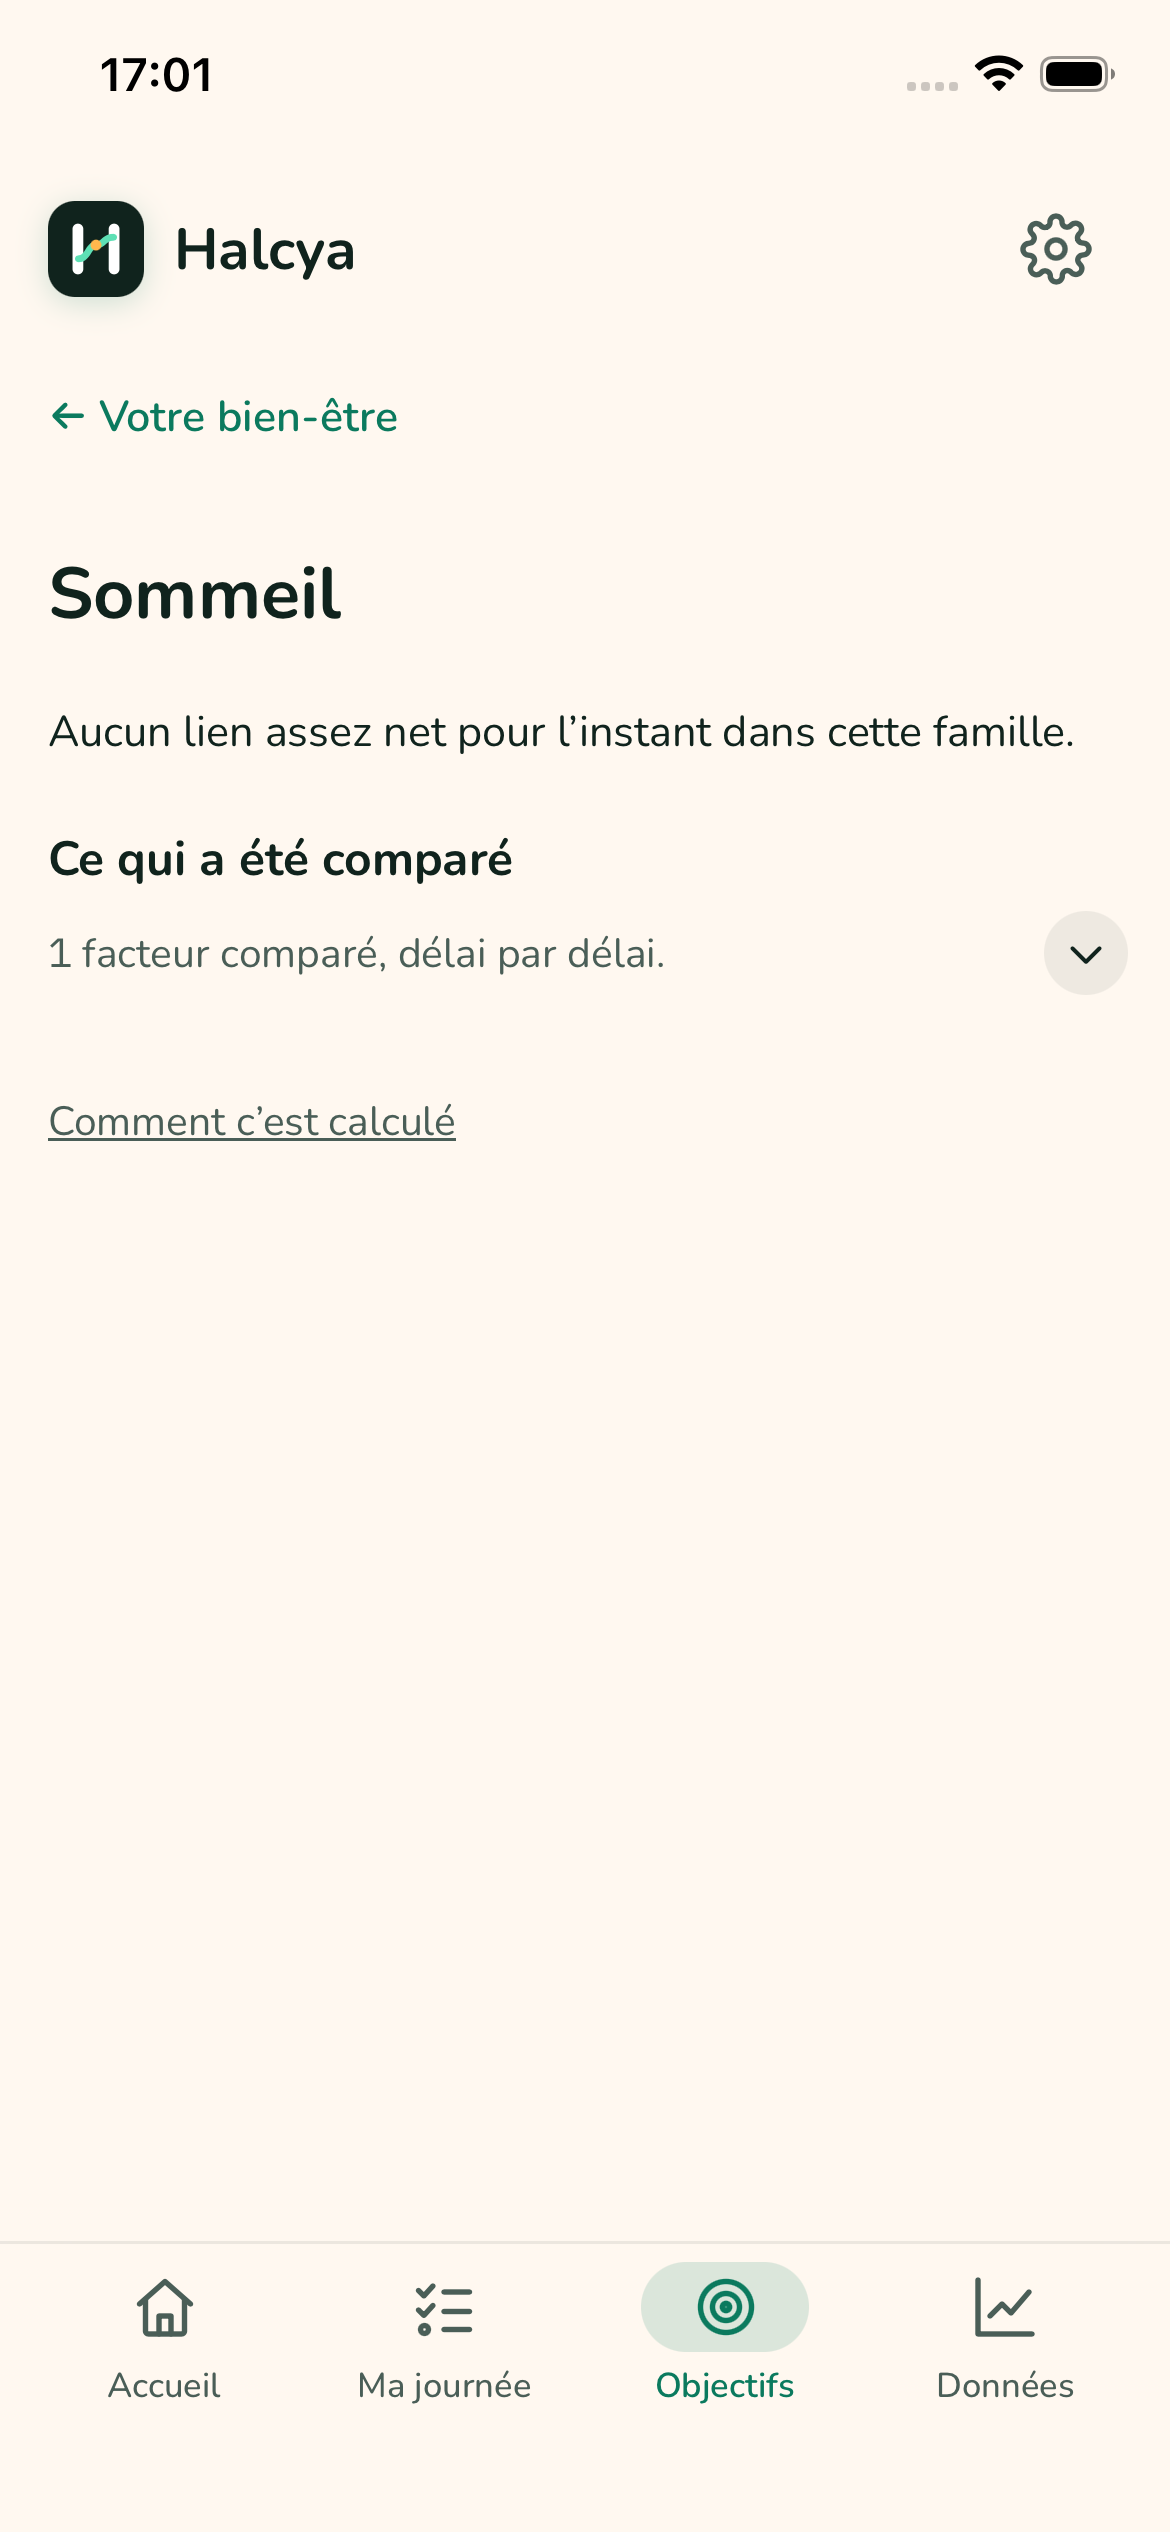 17:01
Halcya
← Votre bien-être
Sommeil
Aucun lien assez net pour l’instant dans cette famille.
Ce qui a été comparé
1 facteur comparé, délai par délai.
Comment c’est calculé
Accueil
Ma journée
Objectifs
Données